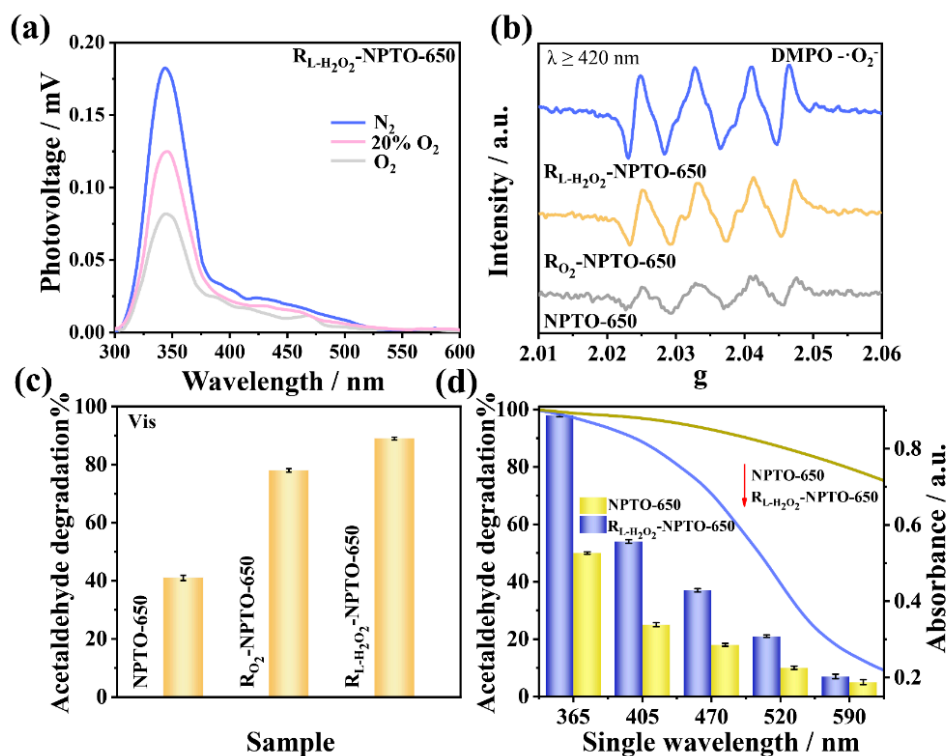 (a)
R_L-H₂O₂-NPTO-650
N₂
20% O₂
O₂
Photovoltage / mV
0.20
0.15
0.10
0.05
0.00
300 350 400 450 500 550 600
Wavelength / nm
(b)
λ ≥ 420 nm
DMPO -·O₂⁻
R_L-H₂O₂-NPTO-650
R_O₂-NPTO-650
NPTO-650
Intensity / a.u.
2.01 2.02 2.03 2.04 2.05 2.06
g
(c)
Vis
Acetaldehyde degradation%
100
80
60
40
20
0
NPTO-650
R_O₂-NPTO-650
R_L-H₂O₂-NPTO-650
Sample
(d)
Acetaldehyde degradation%
100
80
60
40
20
0
NPTO-650
R_L-H₂O₂-NPTO-650
NPTO-650
R_L-H₂O₂-NPTO-650
0.8
0.6
0.4
0.2
Absorbance / a.u.
365 405 470 520 590
Single wavelength / nm